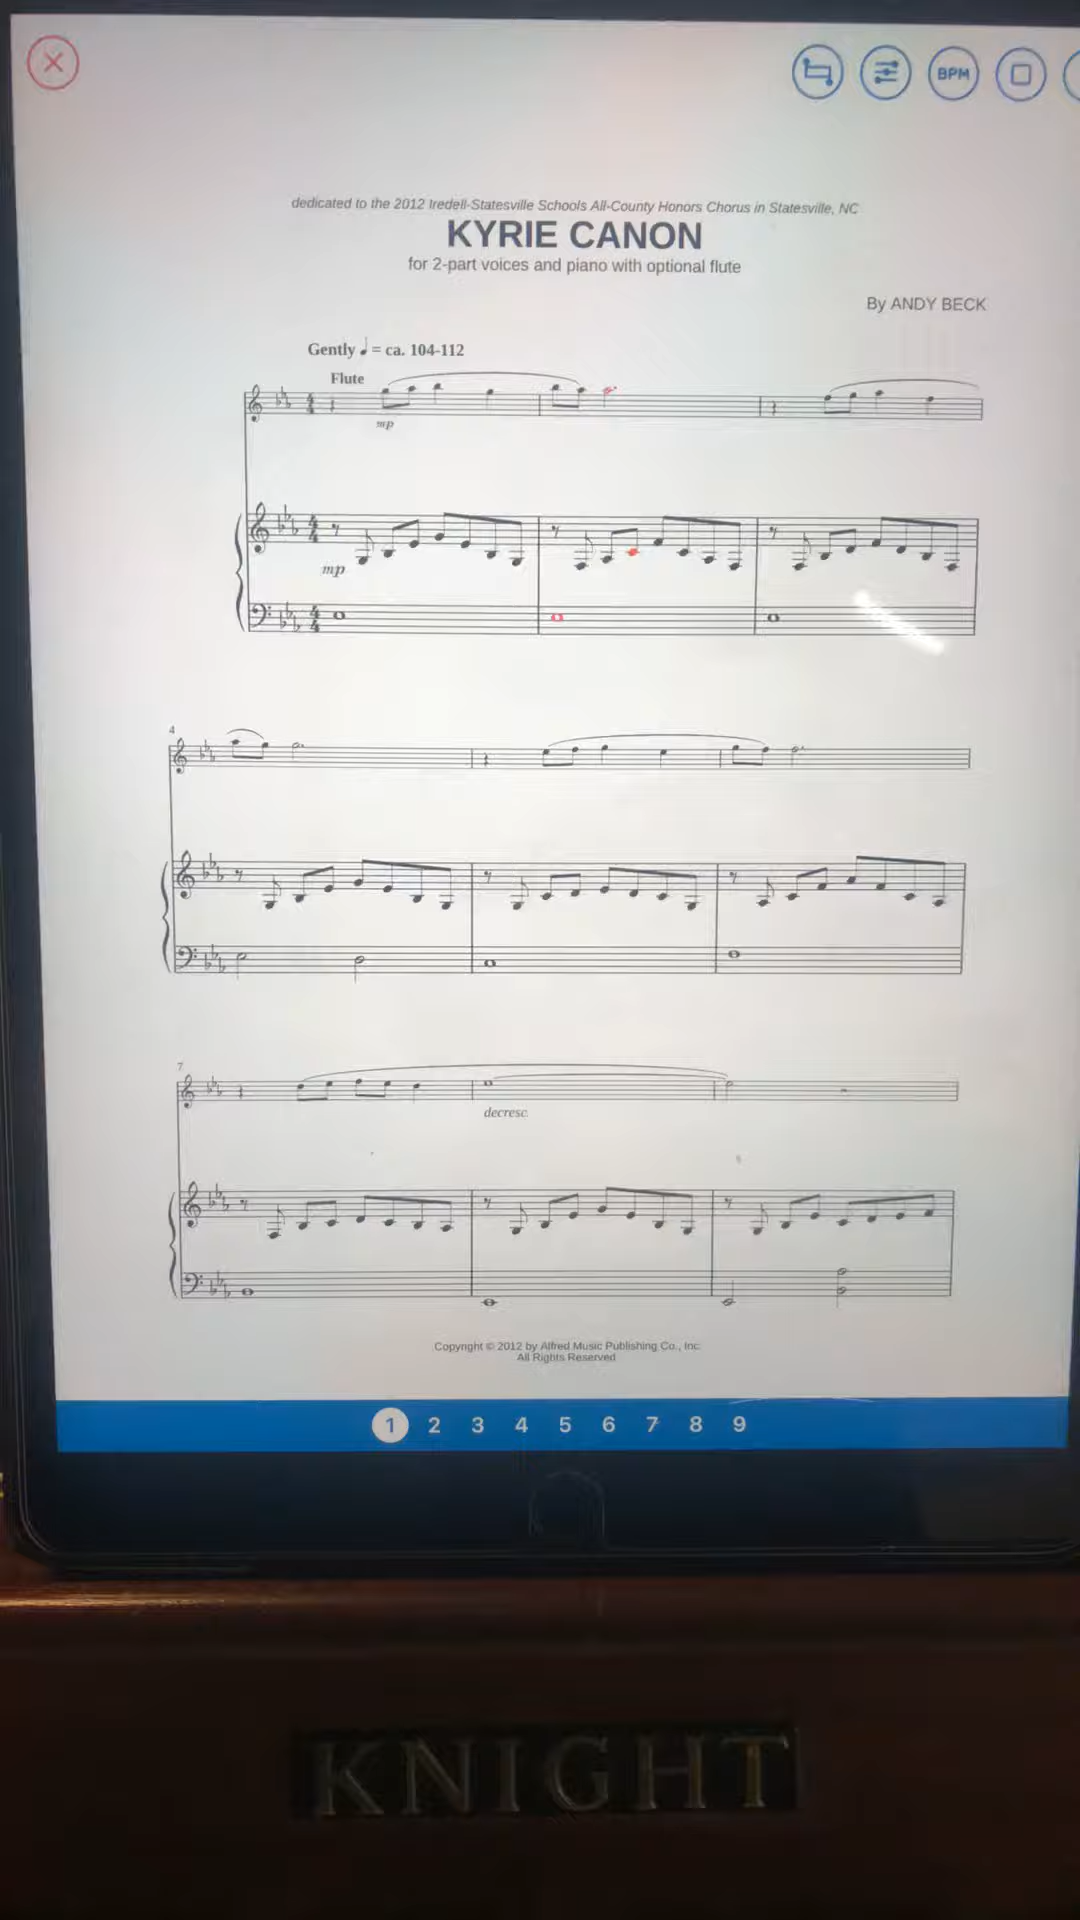 BPM
dedicated to the 2012 Iredell-Statesville Schools All-County Honors Chorus in Statesville, NC
KYRIE CANON
for 2-part voices and piano with optional flute
By ANDY BECK
Gently ♩ = ca. 104-112
Flute
mp
mp
4
7
decresc.
Copyright © 2012 by Alfred Music Publishing Co., Inc.
All Rights Reserved
1 2 3 4 5 6 7 8 9
KNIGHT